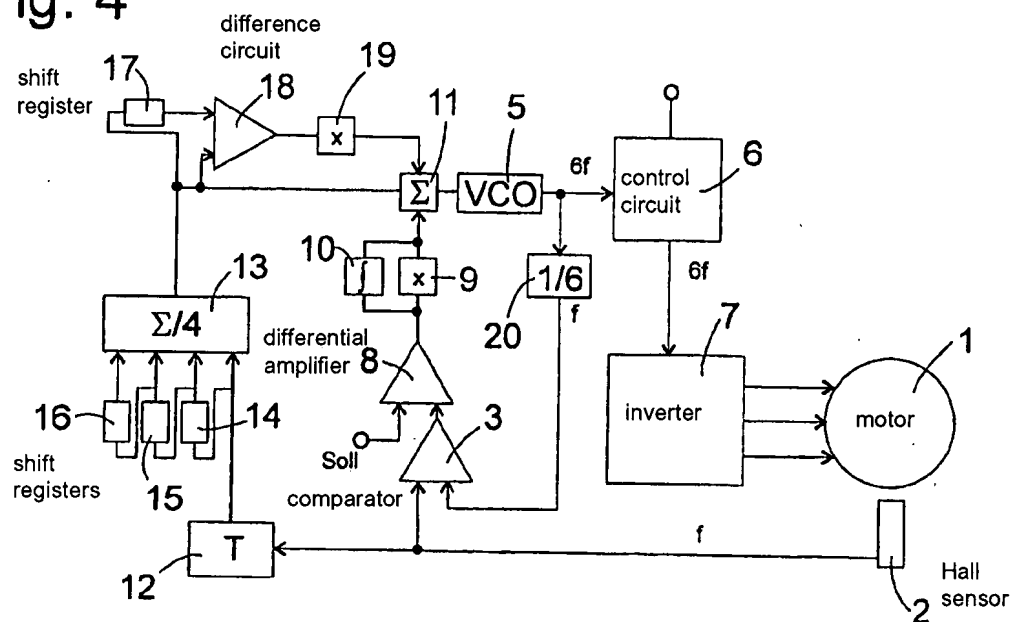 ig. 4
difference
circuit
17
18
19
shift
register
x
11
5
6f
6
Σ
VCO
control
circuit
10
∫
x
9
1/6
f
20
6f
13
Σ/4
differential
amplifier
8
7
1
16
14
3
inverter
motor
15
Soll
shift
registers
comparator
12
T
f
2
Hall
sensor